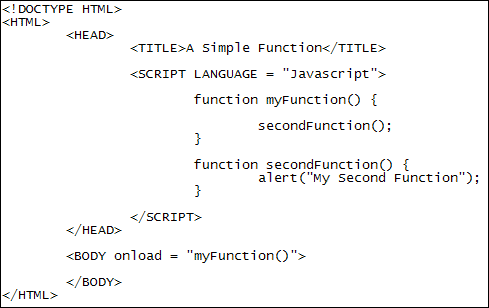 <!DOCTYPE HTML>
<HTML>
<HEAD>
<TITLE>A Simple Function</TITLE>
<SCRIPT LANGUAGE = "Javascript">
function myFunction() {
secondFunction();
}
function secondFunction() {
alert("My Second Function");
}
</SCRIPT>
</HEAD>
<BODY onload = "myFunction()">
</BODY>
</HTML>